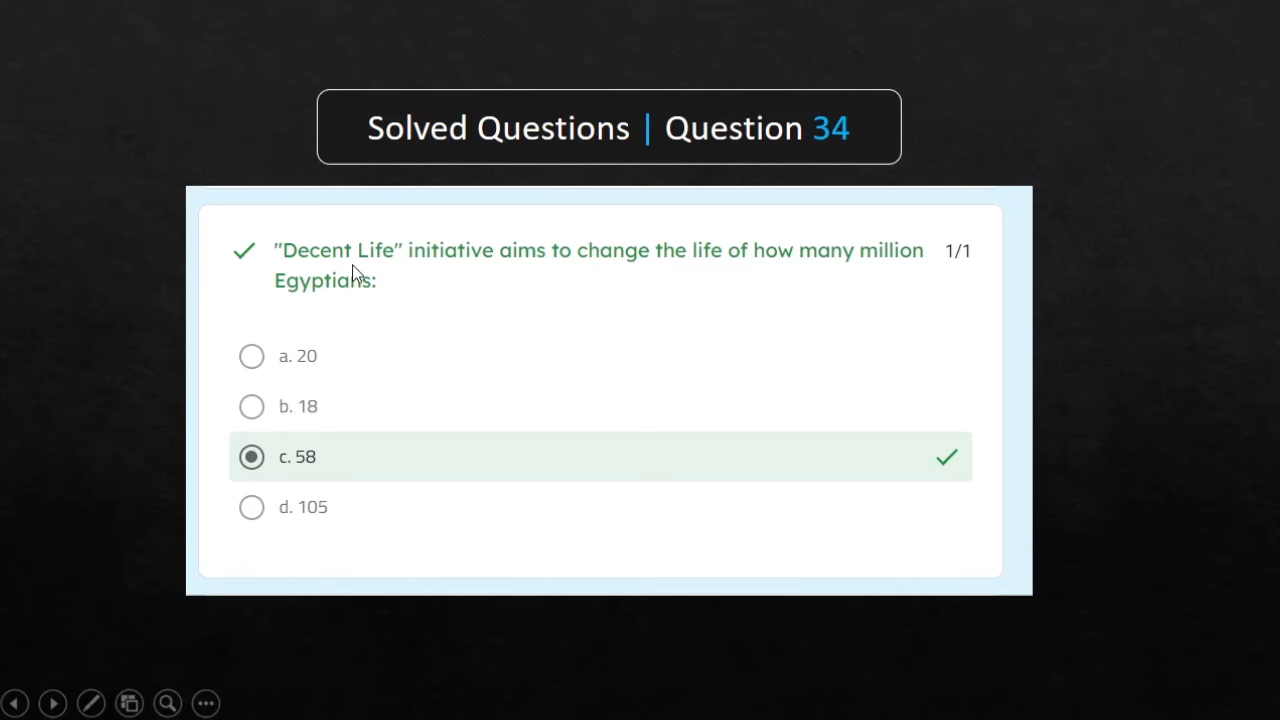 Solved Questions | Question 34
"Decent Life" initiative aims to change the life of how many million 1/1
Egyptians:
a. 20
b. 18
c. 58
d. 105